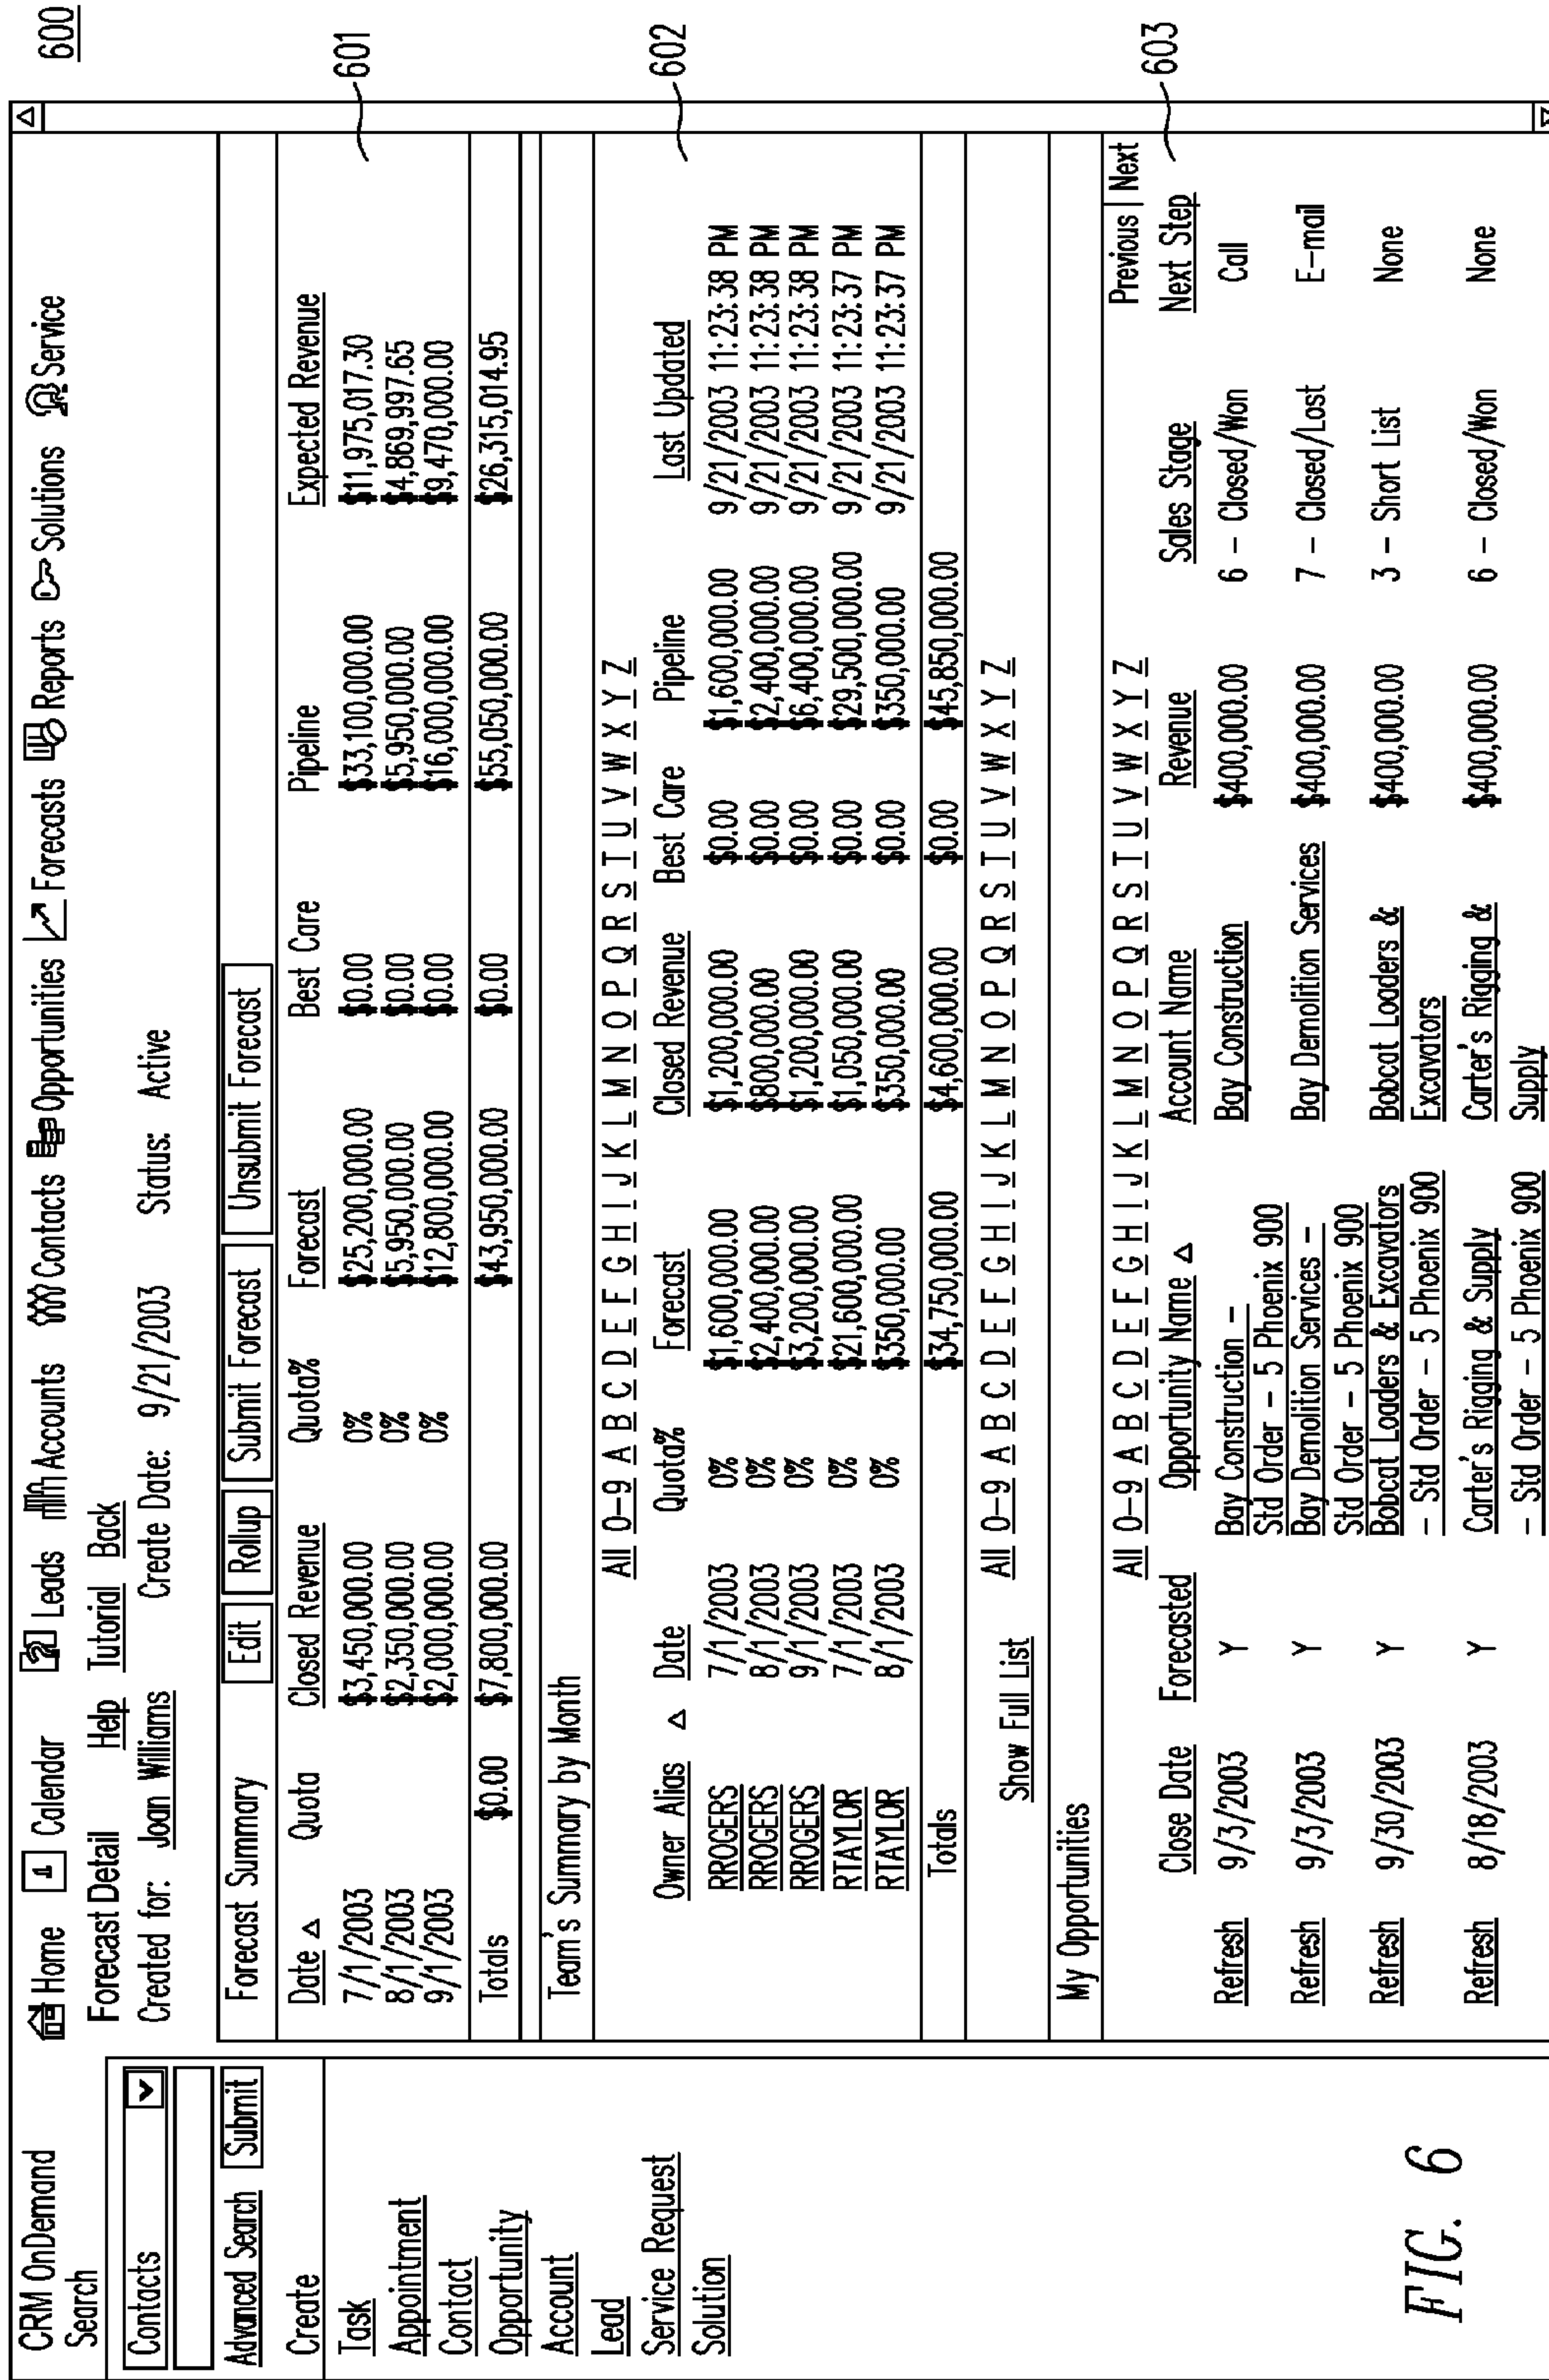 600
CRM OnDemand
Home 1 Calendar Leads Accounts Contacts Opportunities Forecasts Reports Solutions Service
Search
Contacts
Advanced Search Submit
Create
Task
Appointment
Contact
Opportunity
Account
Lead
Service Request
Solution
Forecast Detail Help Tutorial Back
Created for: Joan Williams Create Date: 9/21/2003 Status: Active
Forecast Summary Edit Rollup Submit Forecast Unsubmit Forecast
Date Δ Quota Closed Revenue Quota% Forecast Best Care Pipeline Expected Revenue
7/1/2003 $3,450,000.00 0% $25,200,000.00 $0.00 $33,100,000.00 $11,975,017.30
8/1/2003 $2,350,000.00 0% $5,950,000.00 $0.00 $5,950,000.00 $4,869,997.65
9/1/2003 $2,000,000.00 0% $12,800,000.00 $0.00 $16,000,000.00 $9,470,000.00
Totals $0.00 $7,800,000.00 $43,950,000.00 $0.00 $55,050,000.00 $26,315,014.95
601
Team's Summary by Month
All 0-9 A B C D E F G H I J K L M N O P Q R S T U V W X Y Z
Owner Alias Δ Date Quota% Forecast Closed Revenue Best Care Pipeline Last Updated
RROGERS 7/1/2003 0% $1,600,000.00 $1,200,000.00 $0.00 $1,600,000.00 9/21/2003 11:23:38 PM
RROGERS 8/1/2003 0% $2,400,000.00 $800,000.00 $0.00 $2,400,000.00 9/21/2003 11:23:38 PM
RROGERS 9/1/2003 0% $3,200,000.00 $1,200,000.00 $0.00 $6,400,000.00 9/21/2003 11:23:38 PM
RTAYLOR 7/1/2003 0% $21,600,000.00 $1,050,000.00 $0.00 $29,500,000.00 9/21/2003 11:23:37 PM
RTAYLOR 8/1/2003 0% $350,000.00 $350,000.00 $0.00 $350,000.00 9/21/2003 11:23:37 PM
Totals $34,750,000.00 $4,600,000.00 $0.00 $45,850,000.00
602
All 0-9 A B C D E F G H I J K L M N O P Q R S T U V W X Y Z
Show Full List
My Opportunities
All 0-9 A B C D E F G H I J K L M N O P Q R S T U V W X Y Z Previous | Next
Close Date Forecasted Opportunity Name Δ Account Name Revenue Sales Stage Next Step
603
Refresh 9/3/2003 Y Bay Construction - Bay Construction $400,000.00 6 - Closed/Won Call
Std Order - 5 Phoenix 900
Refresh 9/3/2003 Y Bay Demolition Services - Bay Demolition Services $400,000.00 7 - Closed/Lost E-mail
Std Order - 5 Phoenix 900
Refresh 9/30/2003 Y Bobcat Loaders & Excavators Bobcat Loaders & $400,000.00 3 - Short List None
- Std Order - 5 Phoenix 900 Excavators
Refresh 8/18/2003 Y Carter's Rigging & Supply Carter's Rigging & $400,000.00 6 - Closed/Won None
- Std Order - 5 Phoenix 900 Supply
FIG. 6